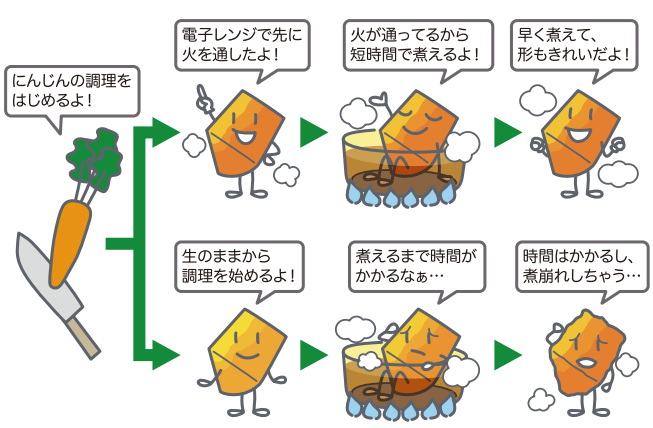 にんじんの調理を
はじめるよ！
電子レンジで先に
火を通したよ！
火が通ってるから
短時間で煮えるよ！
早く煮えて、
形もきれいだよ！
生のままから
調理を始めるよ！
煮えるまで時間が
かかるなぁ…
時間はかかるし、
煮崩れしちゃう…